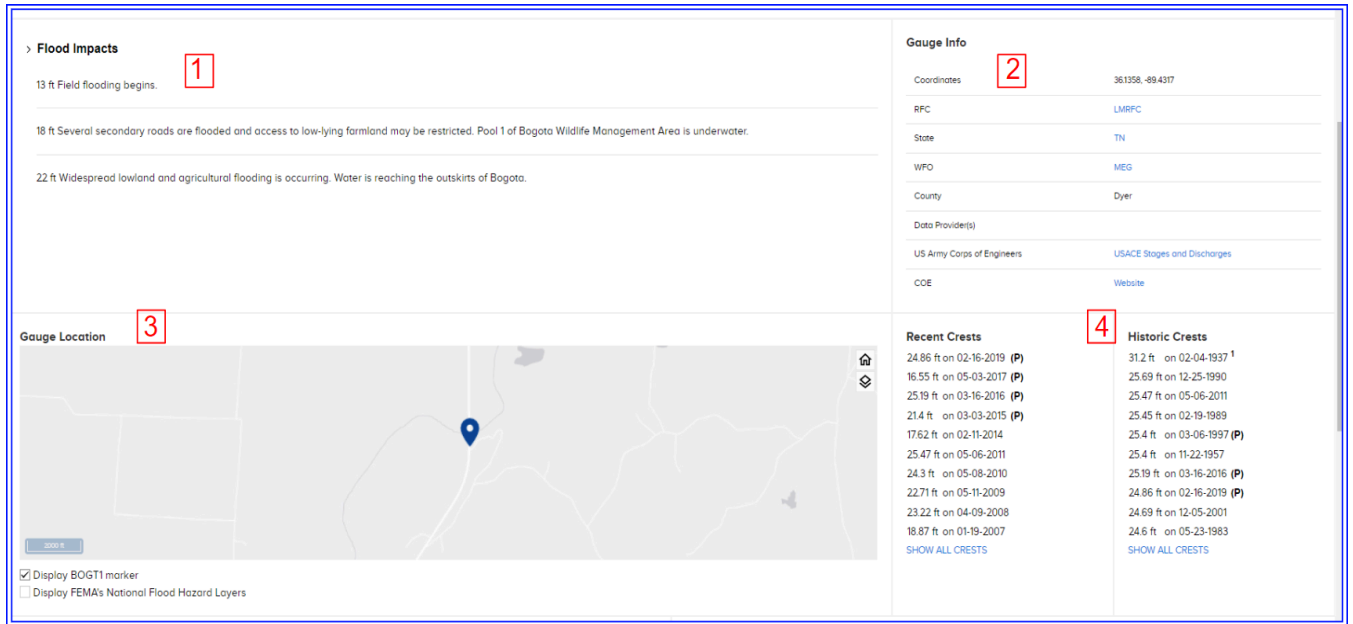 > Flood Impacts
1
13 ft Field flooding begins.
18 ft Several secondary roads are flooded and access to low-lying farmland may be restricted. Pool 1 of Bogota Wildlife Management Area is underwater.
22 ft Widespread lowland and agricultural flooding is occurring. Water is reaching the outskirts of Bogota.
Gauge Info
2
Coordinates 36.1358, -89.4317
RFC LMRFC
State TN
WFO MEG
County Dyer
Data Provider(s)
US Army Corps of Engineers USACE Stages and Discharges
COE Website
Gauge Location
3
2000 ft
Display BOGT1 marker
Display FEMA's National Flood Hazard Layers
4
Recent Crests
24.86 ft on 02-16-2019 (P)
16.55 ft on 05-03-2017 (P)
25.19 ft on 03-16-2016 (P)
21.4 ft on 03-03-2015 (P)
17.62 ft on 02-11-2014
25.47 ft on 05-06-2011
24.3 ft on 05-08-2010
22.71 ft on 05-11-2009
23.22 ft on 04-09-2008
18.87 ft on 01-19-2007
SHOW ALL CRESTS
Historic Crests
31.2 ft on 02-04-1937 1
25.69 ft on 12-25-1990
25.47 ft on 05-06-2011
25.45 ft on 02-19-1989
25.4 ft on 03-06-1997 (P)
25.4 ft on 11-22-1957
25.19 ft on 03-16-2016 (P)
24.86 ft on 02-16-2019 (P)
24.69 ft on 12-05-2001
24.6 ft on 05-23-1983
SHOW ALL CRESTS